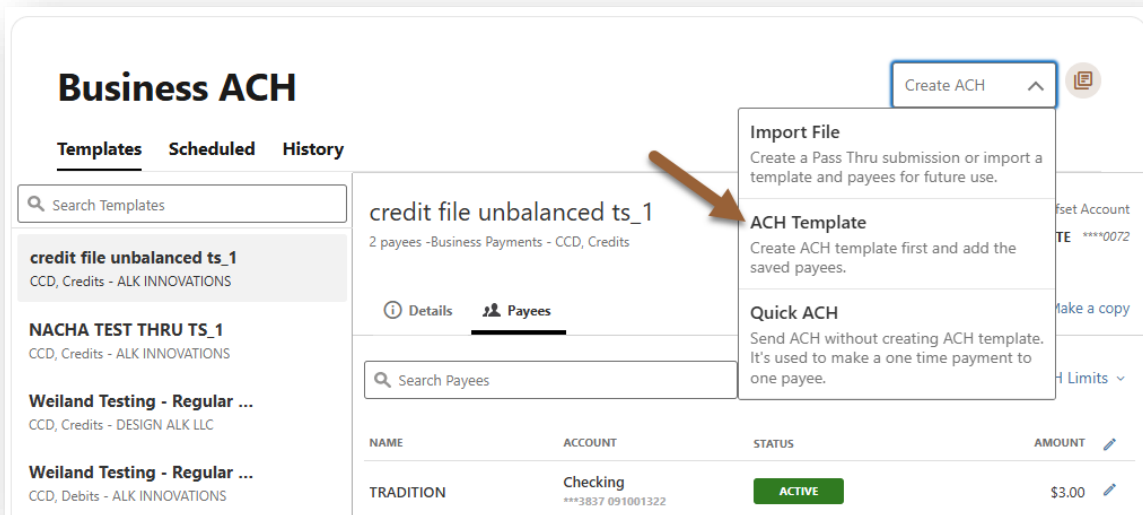 Business ACH
Create ACH
Templates Scheduled History
Import File
Create a Pass Thru submission or import a
template and payees for future use.
ACH Template
Create ACH template first and add the
saved payees.
Quick ACH
Send ACH without creating ACH template.
It's used to make a one time payment to
one payee.
Search Templates
credit file unbalanced ts_1
CCD, Credits - ALK INNOVATIONS
NACHA TEST THRU TS_1
CCD, Credits - ALK INNOVATIONS
Weiland Testing - Regular ...
CCD, Credits - DESIGN ALK LLC
Weiland Testing - Regular ...
CCD, Debits - ALK INNOVATIONS
credit file unbalanced ts_1
2 payees -Business Payments - CCD, Credits
Account
****0072
Details Payees
a copy
Search Payees
Limits
NAME ACCOUNT STATUS AMOUNT
TRADITION Checking ACTIVE $3.00
***3837 091001322